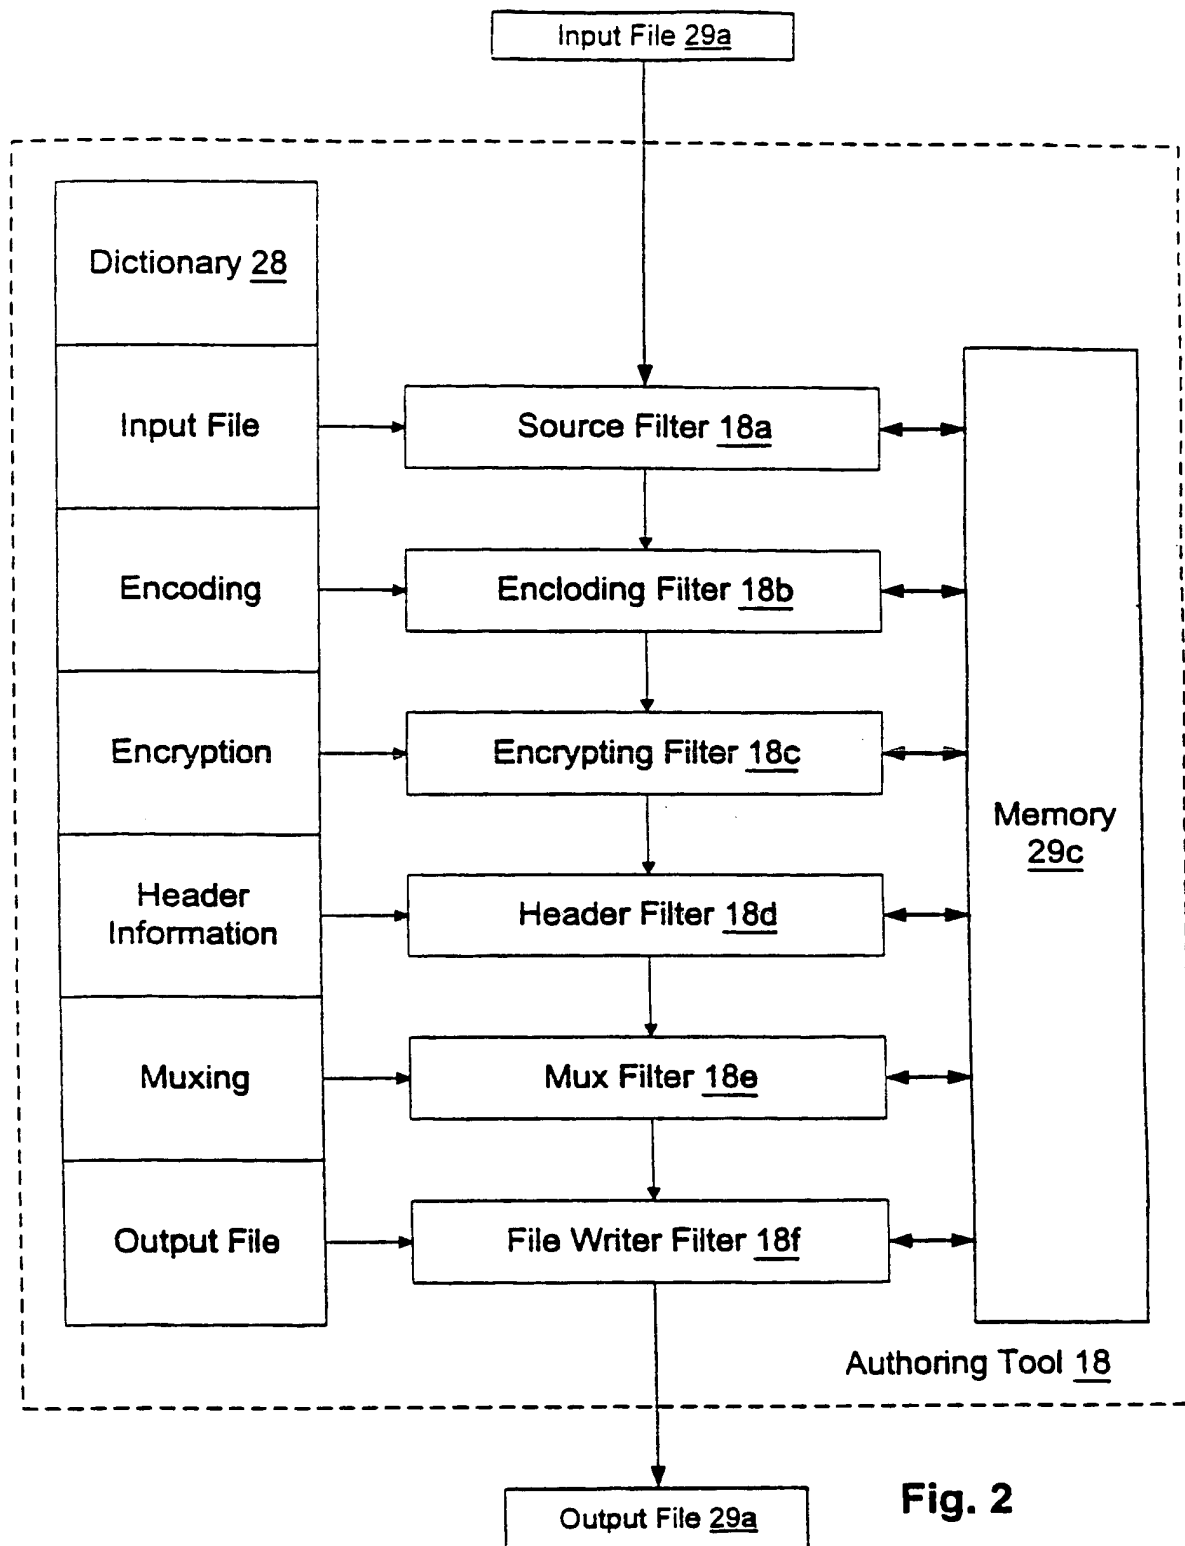 Input File 29a
Dictionary 28
Input File
Source Filter 18a
Encoding
Encloding Filter 18b
Encryption
Encrypting Filter 18c
Memory
29c
Header
Information
Header Filter 18d
Muxing
Mux Filter 18e
Output File
File Writer Filter 18f
Authoring Tool 18
Output File 29a
Fig. 2